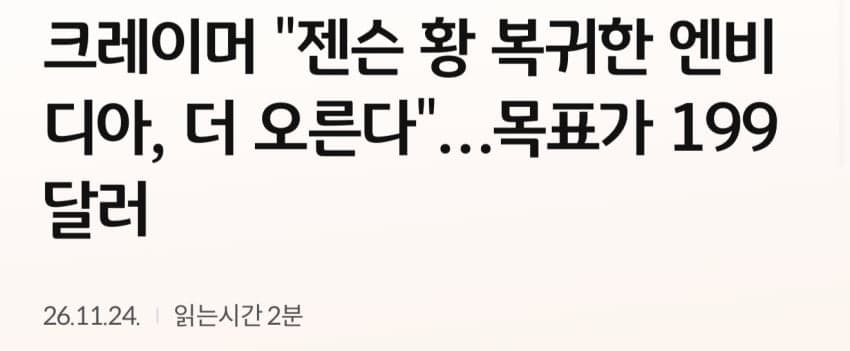 크레이머 "젠슨 황 복귀한 엔비
디아, 더 오른다"...목표가 199
달러
26.11.24. | 읽는시간 2분